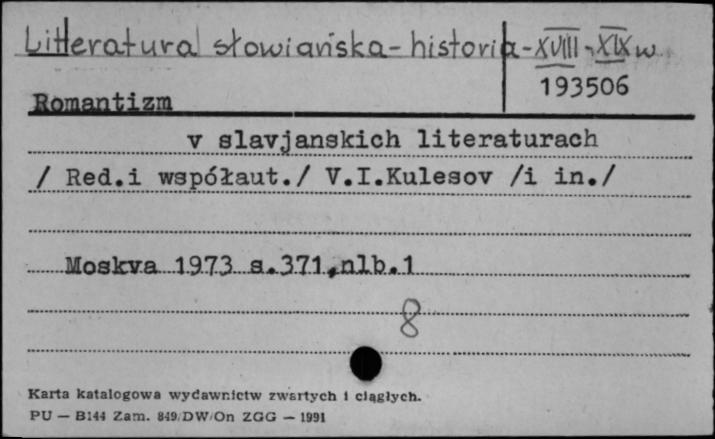 Litteratura słowiańska - historia - XVIII - XIX w.
193506
Romantizm
v slavjanskich literaturach
/ Red.i współaut./ V.I.Kulesov /i in./
Moskva 1973 s.371,nlb.1
8
Karta katalogowa wydawnictw zwartych i ciągłych.
PU — B144 Zam. 849/DW/On ZGG — 1991